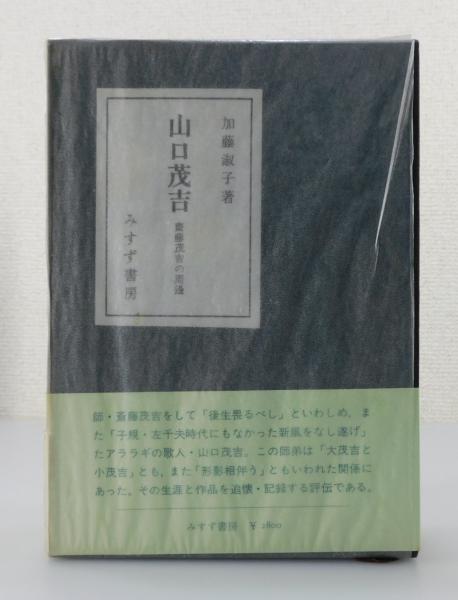 加藤淑子著
山口茂吉
齋藤茂吉の周邊
みすず書房
師・斎藤茂吉をして「後生畏るべし」といわしめ、ま
た「子規・左千夫時代にもなかった新風をなし遂げ」
たアララギの歌人・山口茂吉。この師弟は「大茂吉と
小茂吉」とも、また「形影相伴う」ともいわれた関係に
あった。その生涯と作品を追懐・記録する評伝である。
みすず書房 ¥ 2800